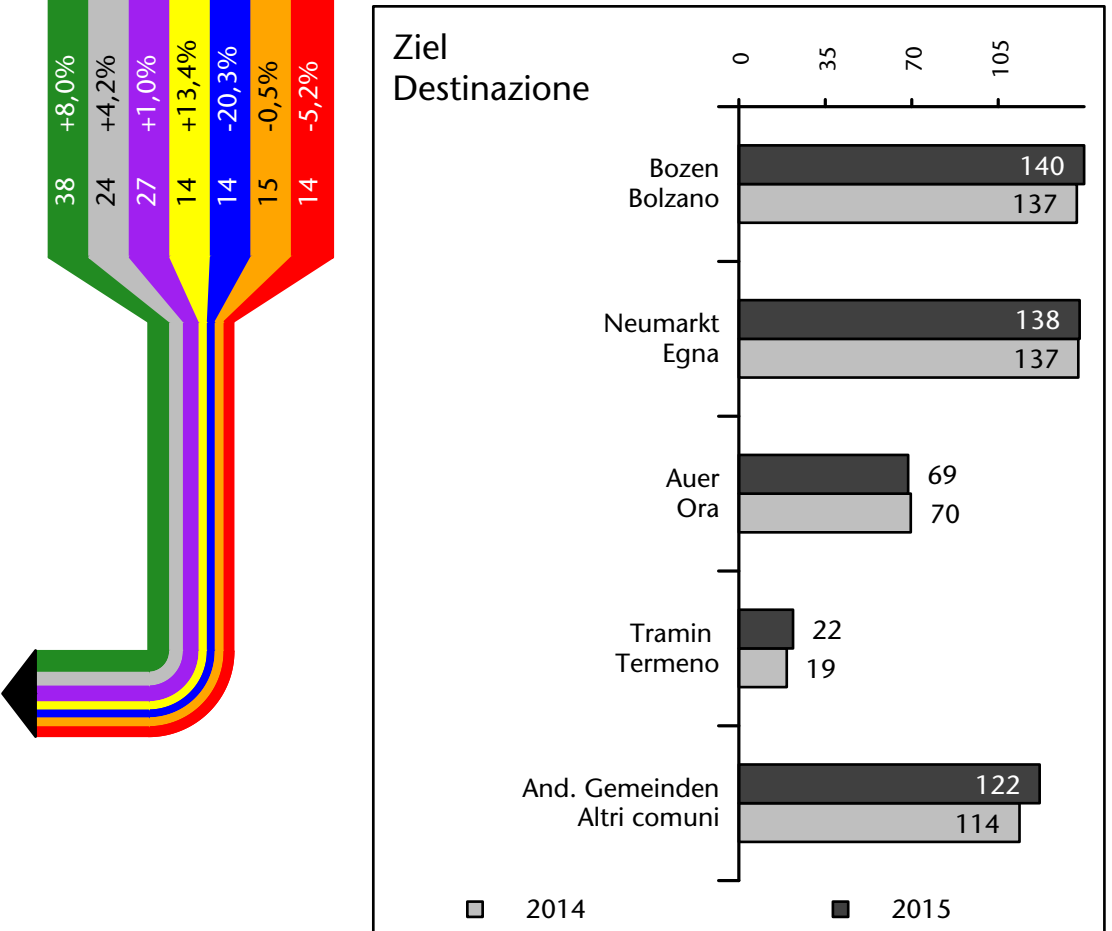 38 +8,0%
24 +4,2%
27 +1,0%
14 +13,4%
14 -20,3%
15 -0,5%
14 -5,2%
Ziel
Destinazione
0 35 70 105
Bozen
Bolzano
140
137
Neumarkt
Egna
138
137
Auer
Ora
69
70
Tramin
Termeno
22
19
And. Gemeinden
Altri comuni
122
114
2014 2015